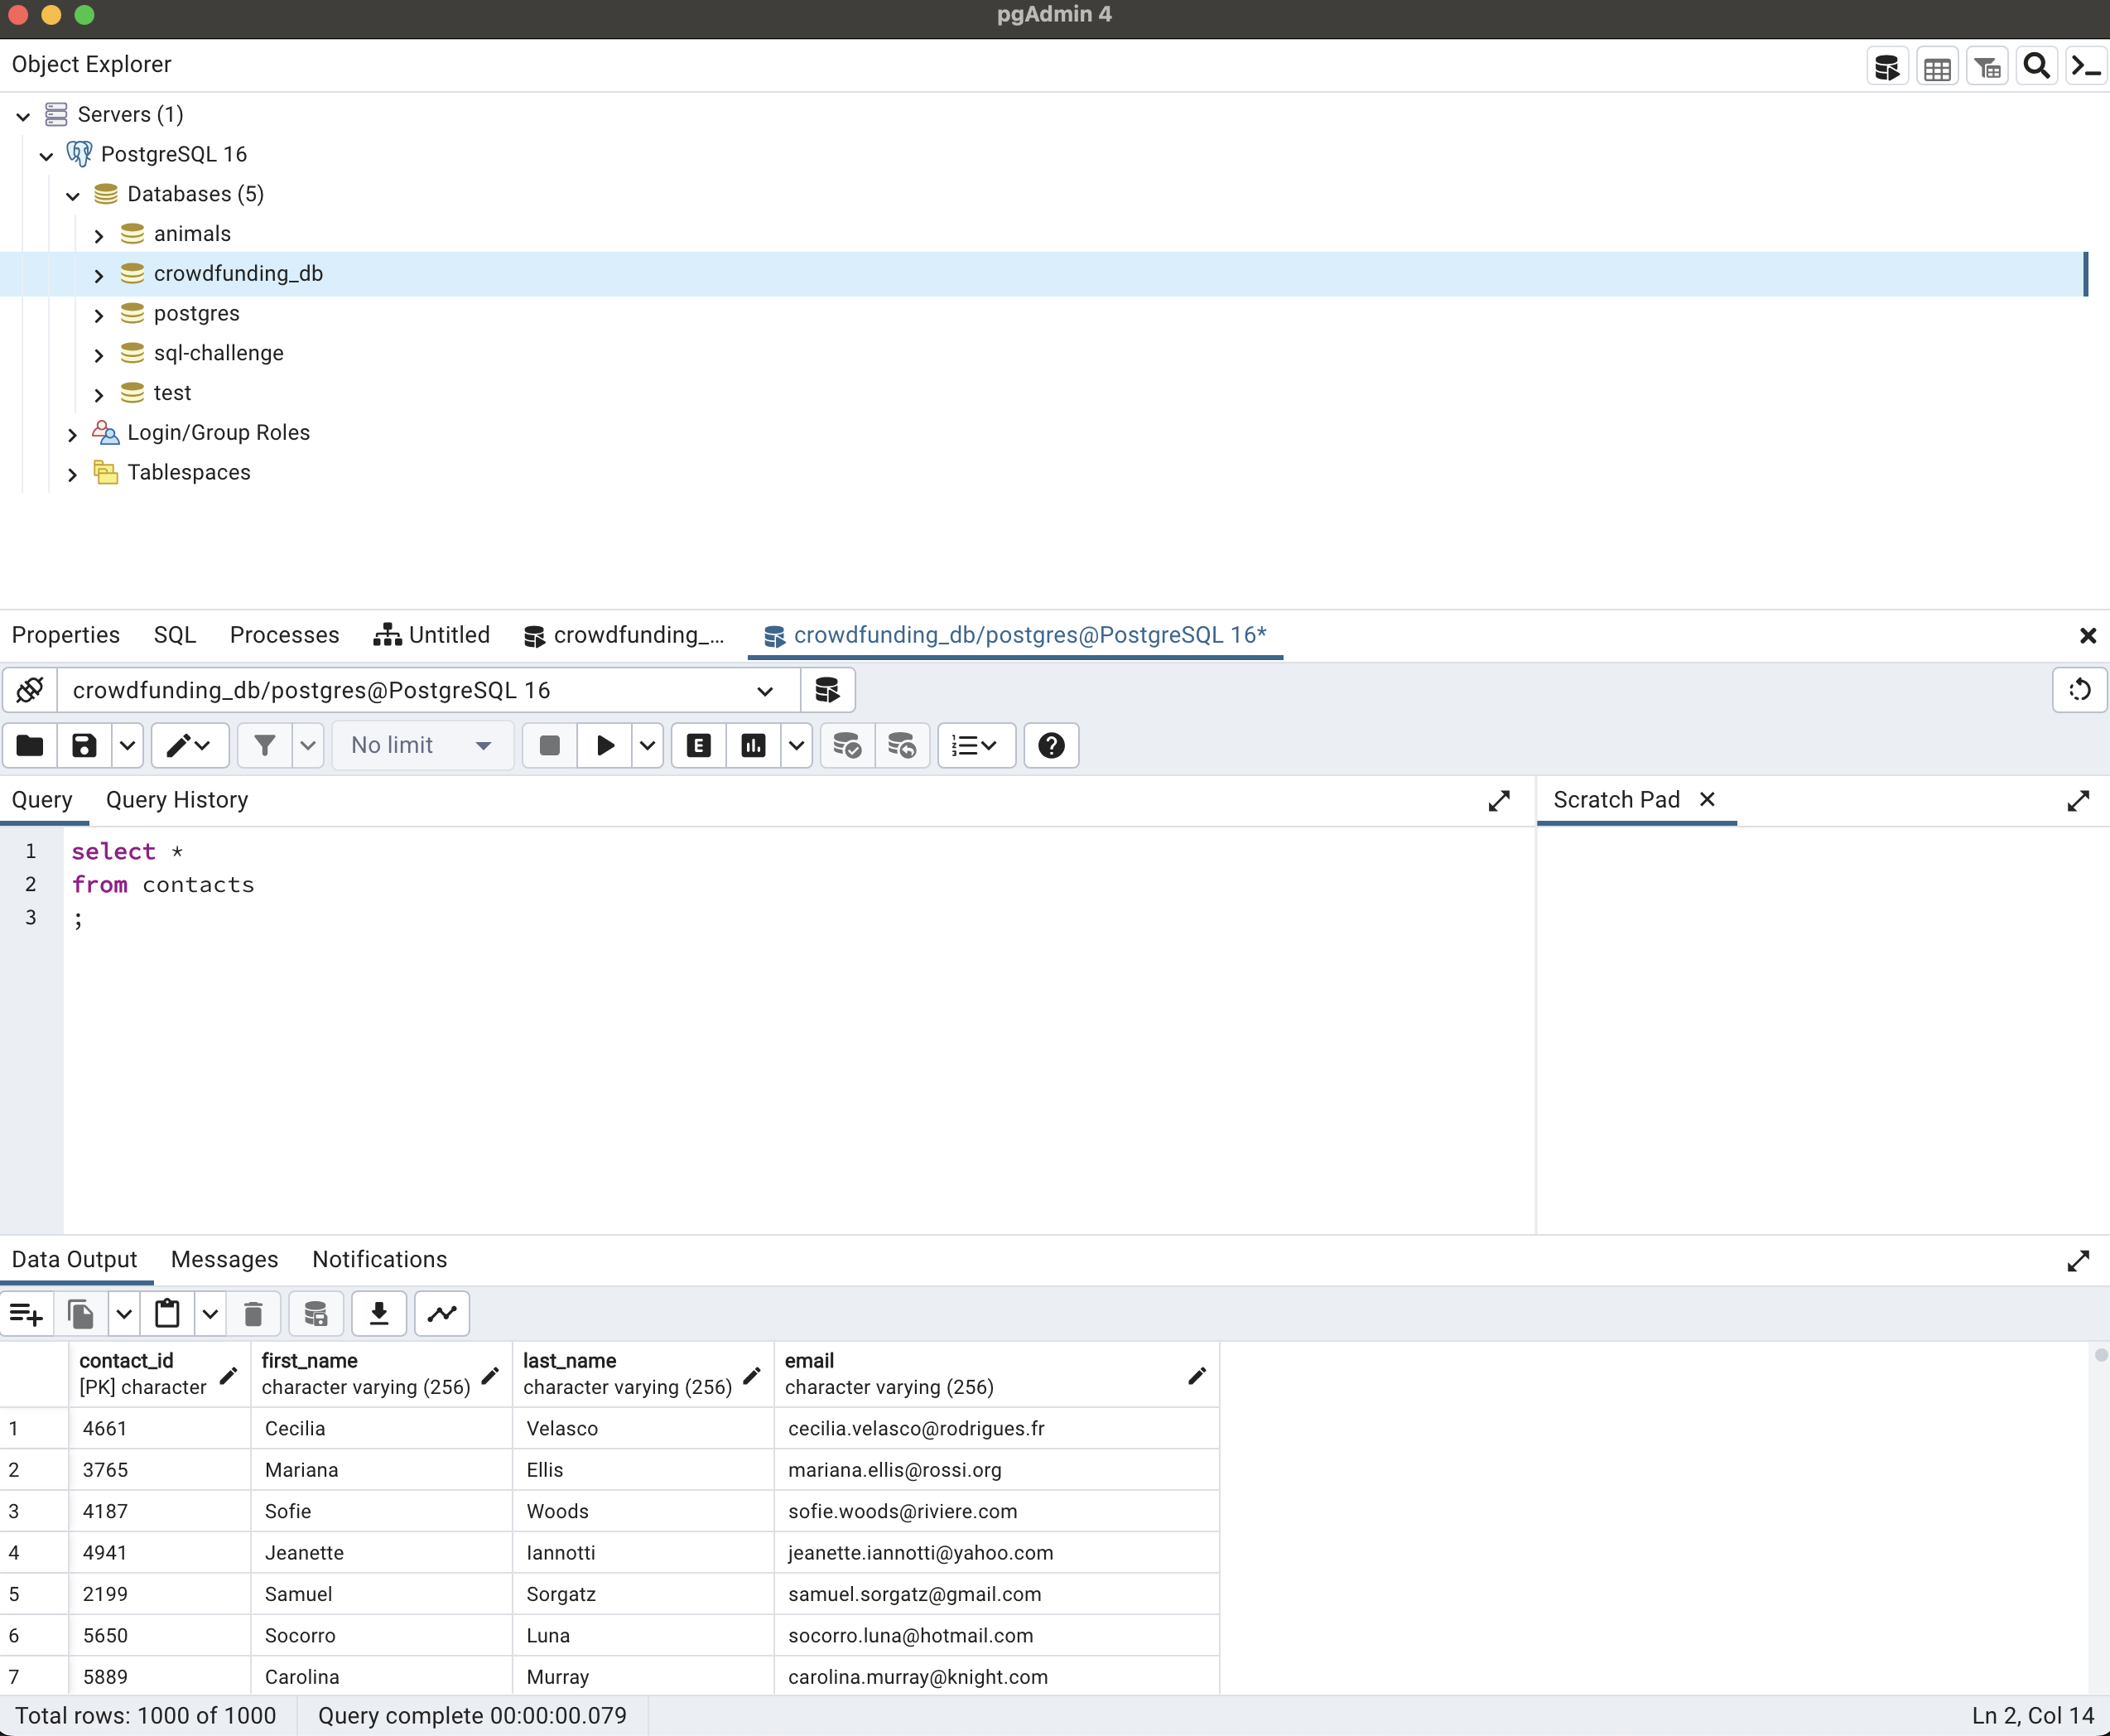 pgAdmin 4
Object Explorer
Servers (1)
PostgreSQL 16
Databases (5)
animals
crowdfunding_db
postgres
sql-challenge
test
Login/Group Roles
Tablespaces
Properties SQL Processes Untitled crowdfunding_... crowdfunding_db/postgres@PostgreSQL 16*
crowdfunding_db/postgres@PostgreSQL 16
No limit E
Query Query History Scratch Pad
1 select *
2 from contacts
3 ;
Data Output Messages Notifications
contact_id first_name last_name email
[PK] character character varying (256) character varying (256) character varying (256)
1 4661 Cecilia Velasco cecilia.velasco@rodrigues.fr
2 3765 Mariana Ellis mariana.ellis@rossi.org
3 4187 Sofie Woods sofie.woods@riviere.com
4 4941 Jeanette Iannotti jeanette.iannotti@yahoo.com
5 2199 Samuel Sorgatz samuel.sorgatz@gmail.com
6 5650 Socorro Luna socorro.luna@hotmail.com
7 5889 Carolina Murray carolina.murray@knight.com
Total rows: 1000 of 1000 Query complete 00:00:00.079 Ln 2, Col 14